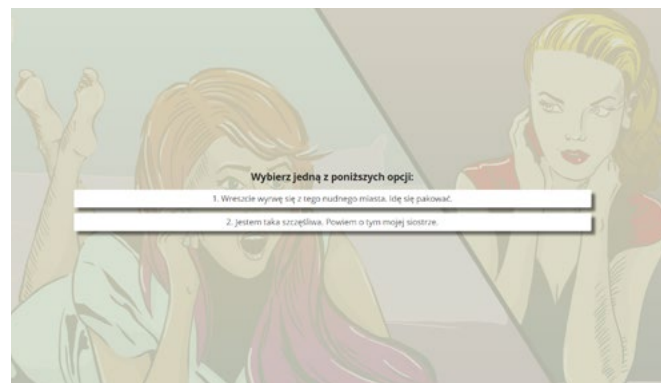 Wybierz jedną z poniższych opcji:
1. Wreszcie wyrwę się z tego nudnego miasta. Idę się pakować.
2. Jestem taka szczęśliwa. Powiem o tym mojej siostrze.